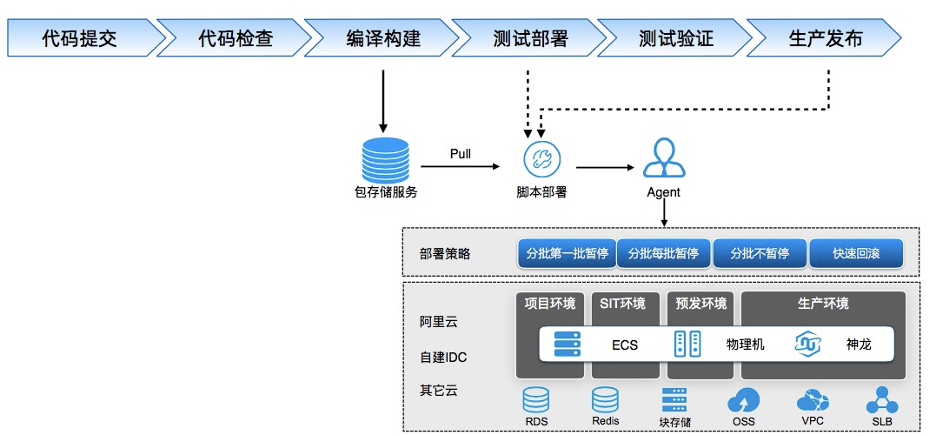 代码提交
代码检查
编译构建
测试部署
测试验证
生产发布
Pull
包存储服务
脚本部署
Agent
部署策略
分批第一批暂停
分批每批暂停
分批不暂停
快速回滚
阿里云
自建IDC
其它云
项目环境
SIT环境
预发环境
生产环境
ECS
物理机
神龙
RDS
Redis
块存储
OSS
VPC
SLB